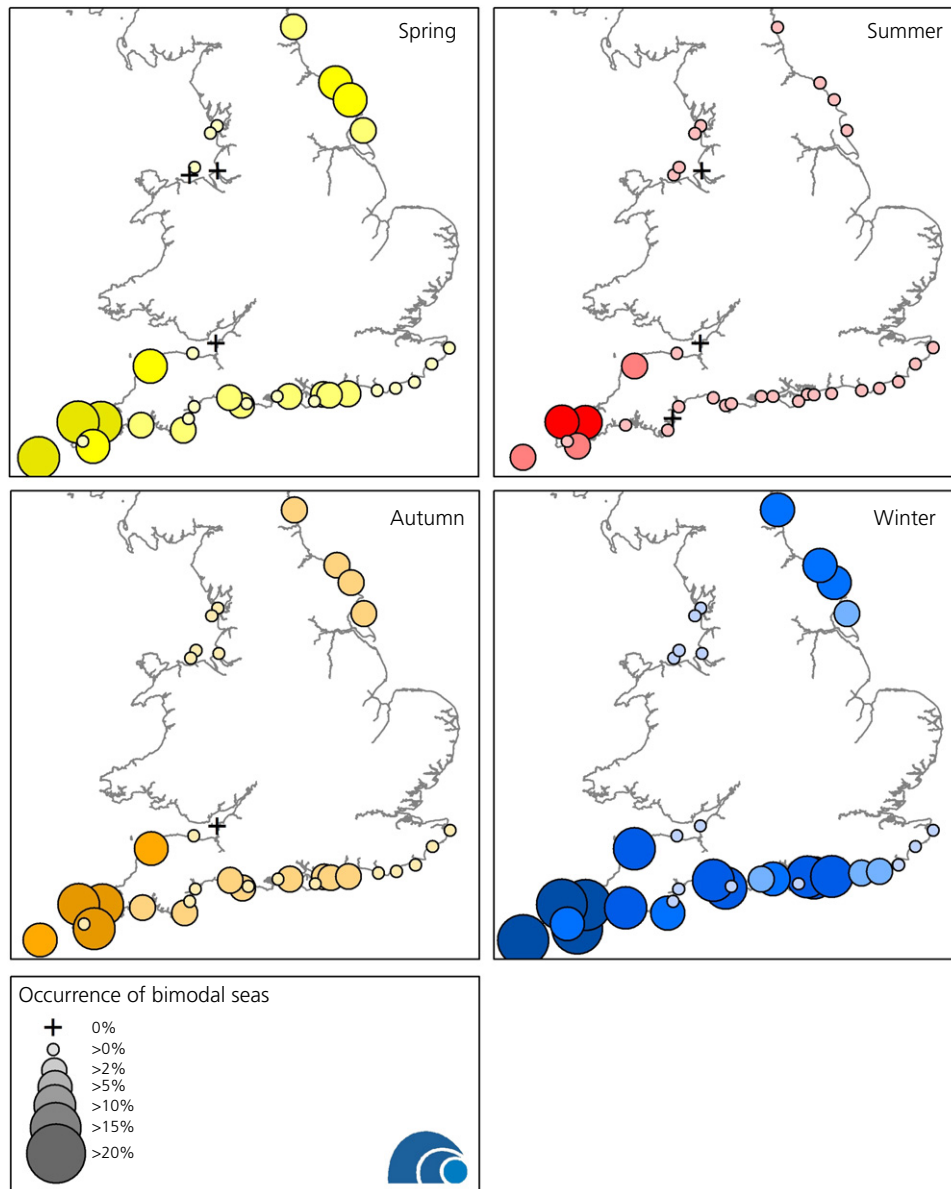 Spring
Summer
Autumn
Winter
Occurrence of bimodal seas
0%
>0%
>2%
>5%
>10%
>15%
>20%